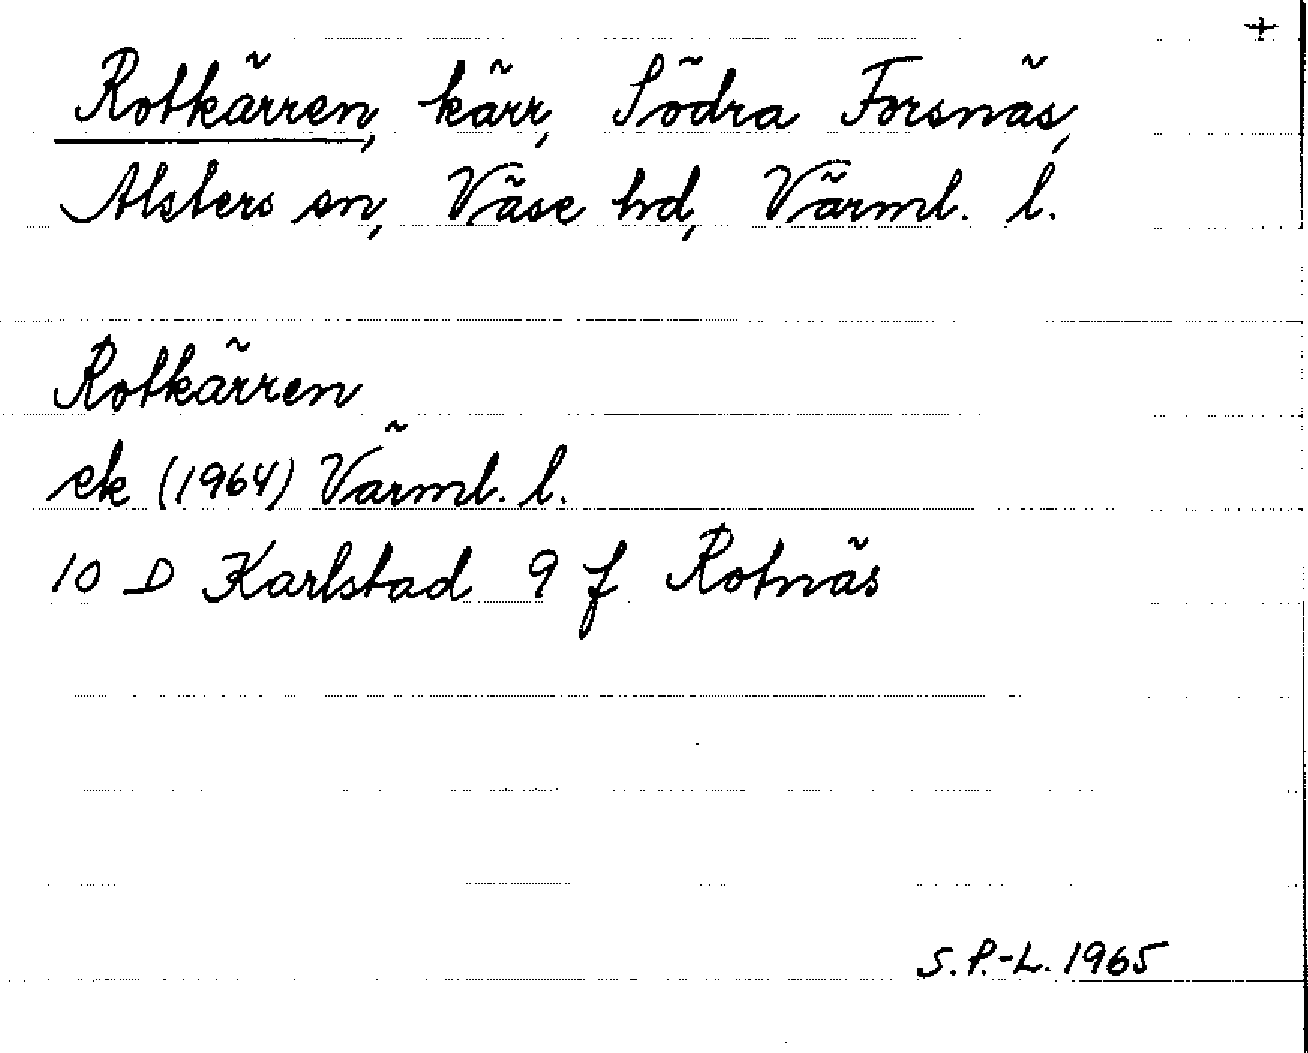 +
Rotkärren, kärr, Södra Forsnäs,
Alsters sn, Väse hd, Värml. l.
Rotkärren
ek (1964) Värml. l.
10 D Karlstad 9 f Rotnäs
S. P.-L. 1965